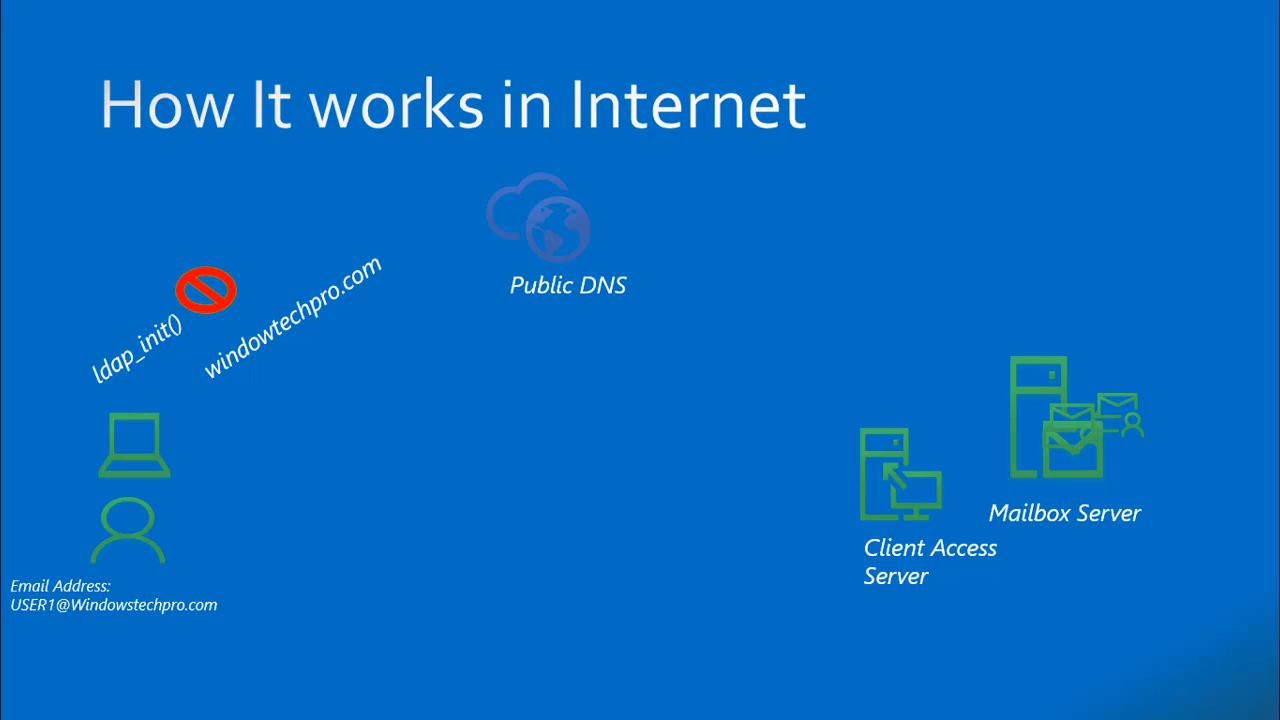 How It works in Internet
Public DNS
ldap_init()
windowtechpro.com
Mailbox Server
Client Access
Server
Email Address:
USER1@Windowstechpro.com